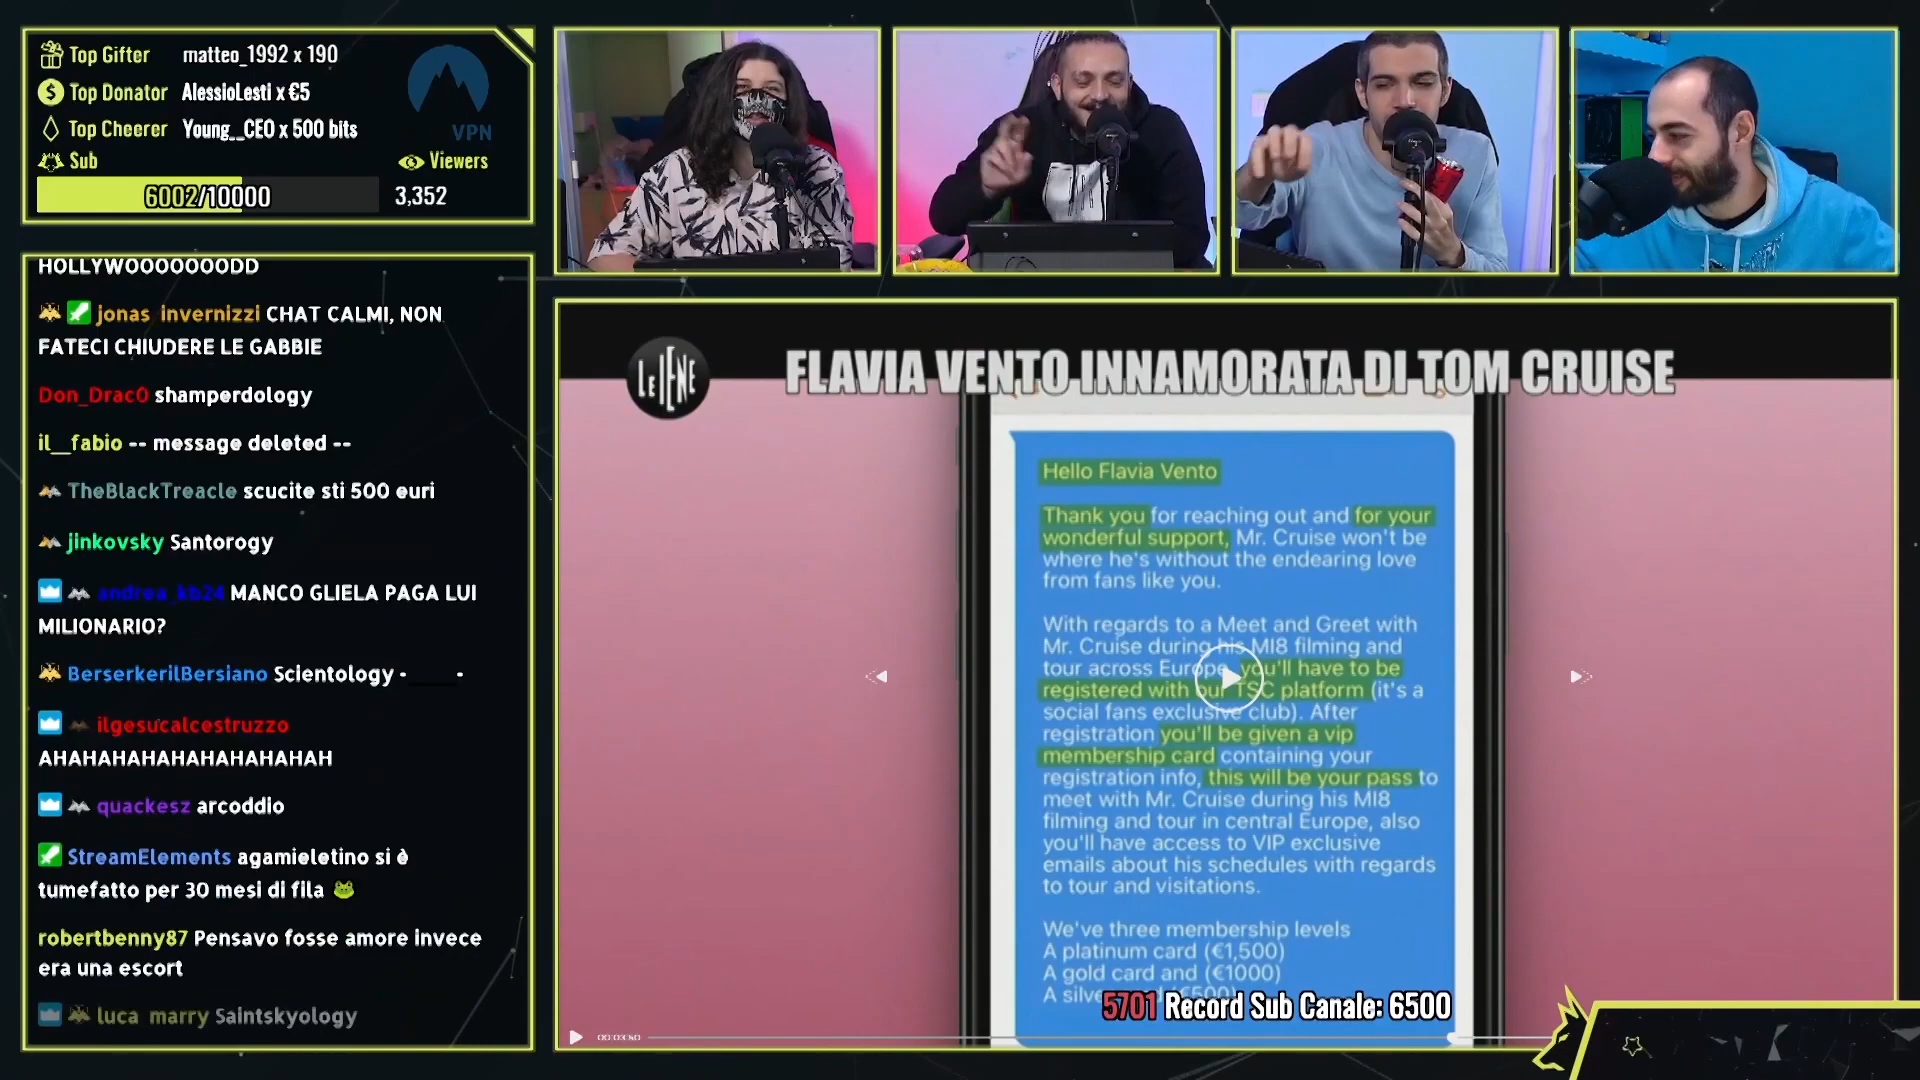 Top Gifter matteo_1992 x 190
Top Donator AlessioLesti x €5
Top Cheerer Young__CEO x 500 bits
VPN
Sub
Viewers
6002/10000
3,352
HOLLYWOOOOOOODD
jonas_invernizzi CHAT CALMI, NON
FATECI CHIUDERE LE GABBIE
Don_Drac0 shamperdology
il__fabio -- message deleted --
TheBlackTreacle scucite sti 500 euri
jinkovsky Santorogy
andrea_kb24 MANCO GLIELA PAGA LUI
MILIONARIO?
BerserkerilBersiano Scientology -_____-
ilgesucalcestruzzo
AHAHAHAHAHAHAHAHAHAH
quackesz arcoddio
StreamElements agamieletino si è
tumefatto per 30 mesi di fila 🐸
robertbenny87 Pensavo fosse amore invece
era una escort
luca_marry Saintskyology
LE IENE
FLAVIA VENTO INNAMORATA DI TOM CRUISE
Hello Flavia Vento
Thank you for reaching out and for your
wonderful support, Mr. Cruise won't be
where he's without the endearing love
from fans like you.
With regards to a Meet and Greet with
Mr. Cruise during his MI8 filming and
tour across Europe, you'll have to be
registered with our TSC platform (it's a
social fans exclusive club). After
registration you'll be given a vip
membership card containing your
registration info, this will be your pass to
meet with Mr. Cruise during his MI8
filming and tour in central Europe, also
you'll have access to VIP exclusive
emails about his schedules with regards
to tour and visitations.
We've three membership levels
A platinum card (€1,500)
A gold card and (€1000)
A silver card (€500)
5701 Record Sub Canale: 6500